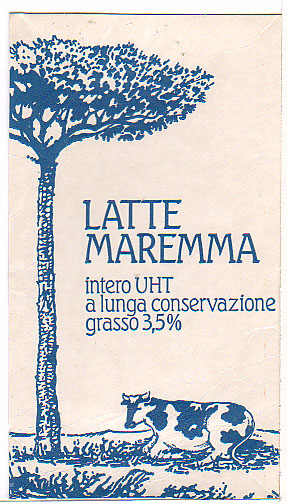 LATTE
MAREMMA
intero UHT
a lunga conservazione
grasso 3,5%